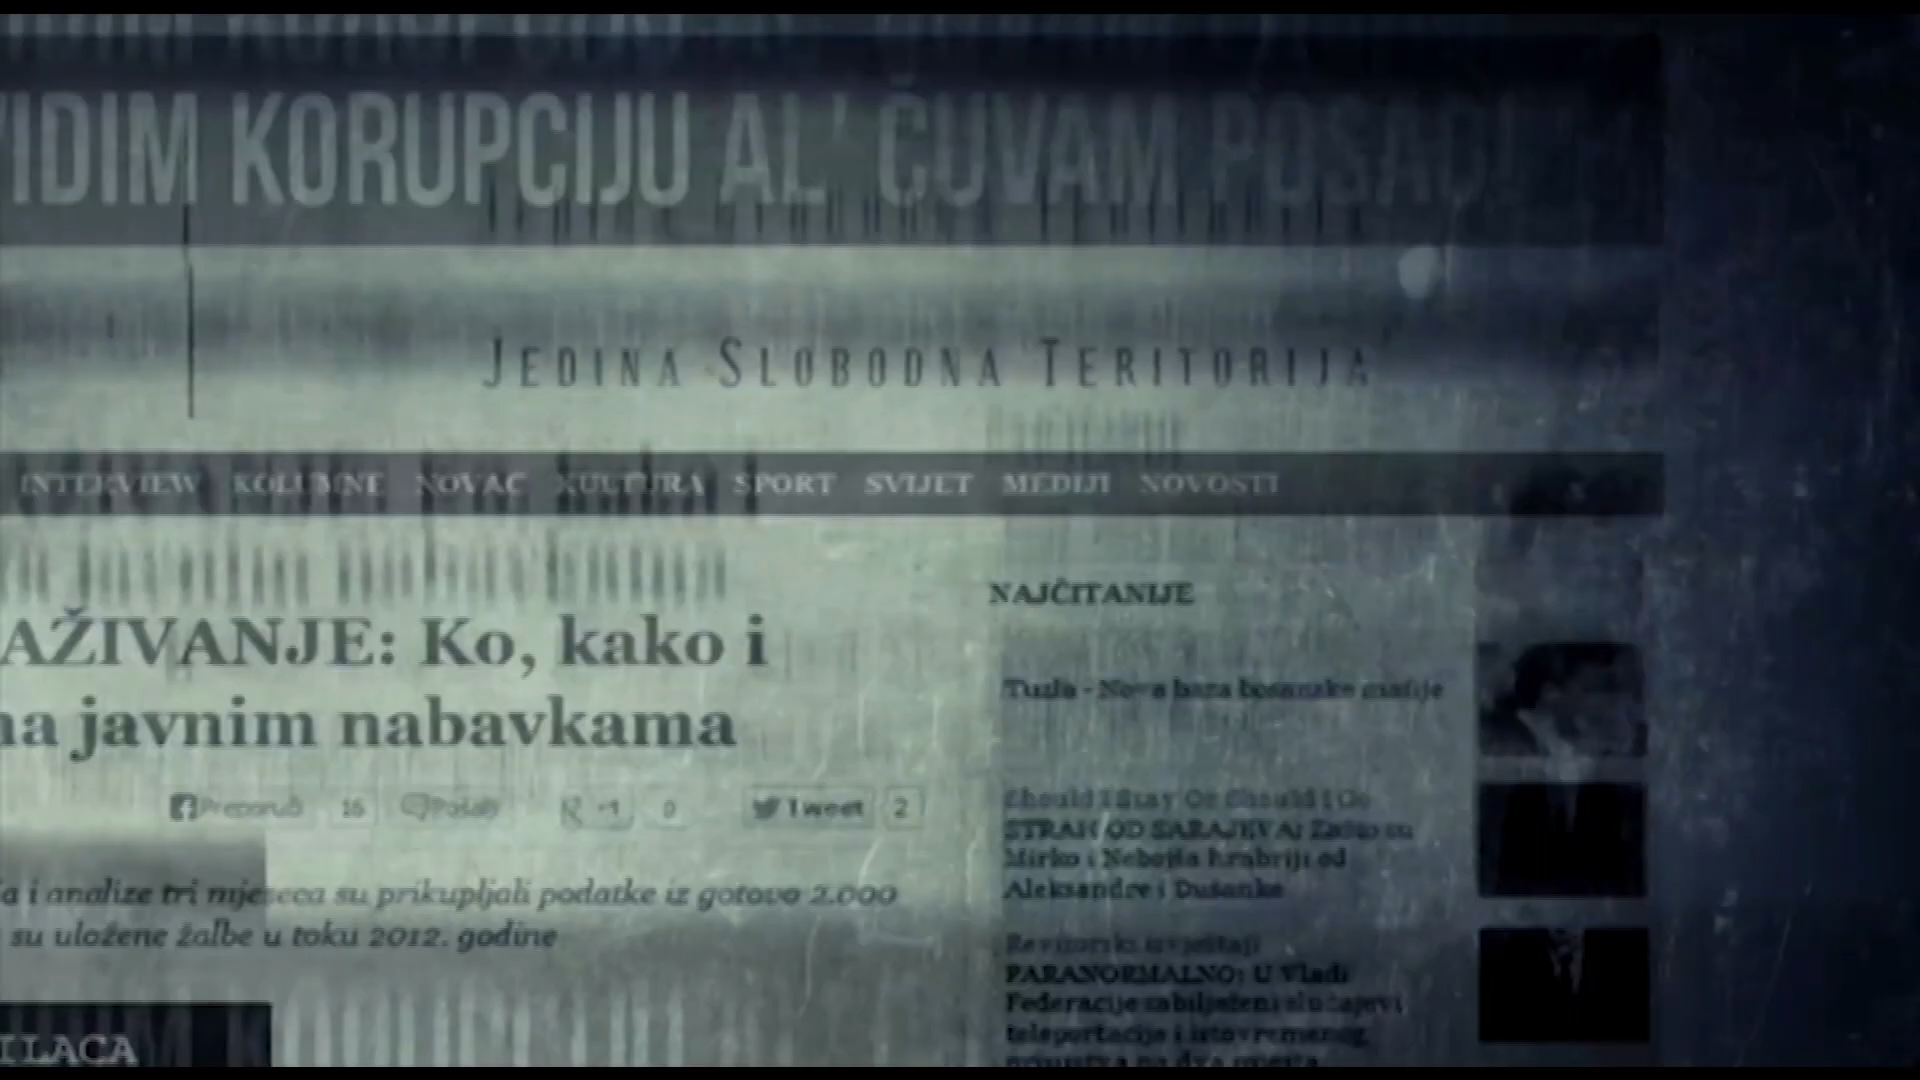 VIDIM KORUPCIJU AL' ČUVAM POSAO!
JEDINA SLOBODNA TERITORIJA
INTERVIEW KOLUMNE NOVAC KULTURA SPORT SVIJET MEDIJI NOVOSTI
AŽIVANJE: Ko, kako i
na javnim nabavkama
Preporuči 16 Pošalji +1 0 Tweet 2
a i analize tri mjeseca su prikupljali podatke iz gotovo 2.000
su uložene žalbe u toku 2012. godine
ILACA
NAJČITANIJE
Tuzla - Nova baza bosanske mafije
Should I Stay Or Should I Go
STRAH OD SARAJEVA: Zašto su
Mirko i Nebojša hrabriji od
Aleksandre i Dušanke
Revizorski izvještaji
PARANORMALNO: U Vladi
Federacije zabilježeni slučajevi
teleportacije i istovremenog
prisustva na dva mjesta